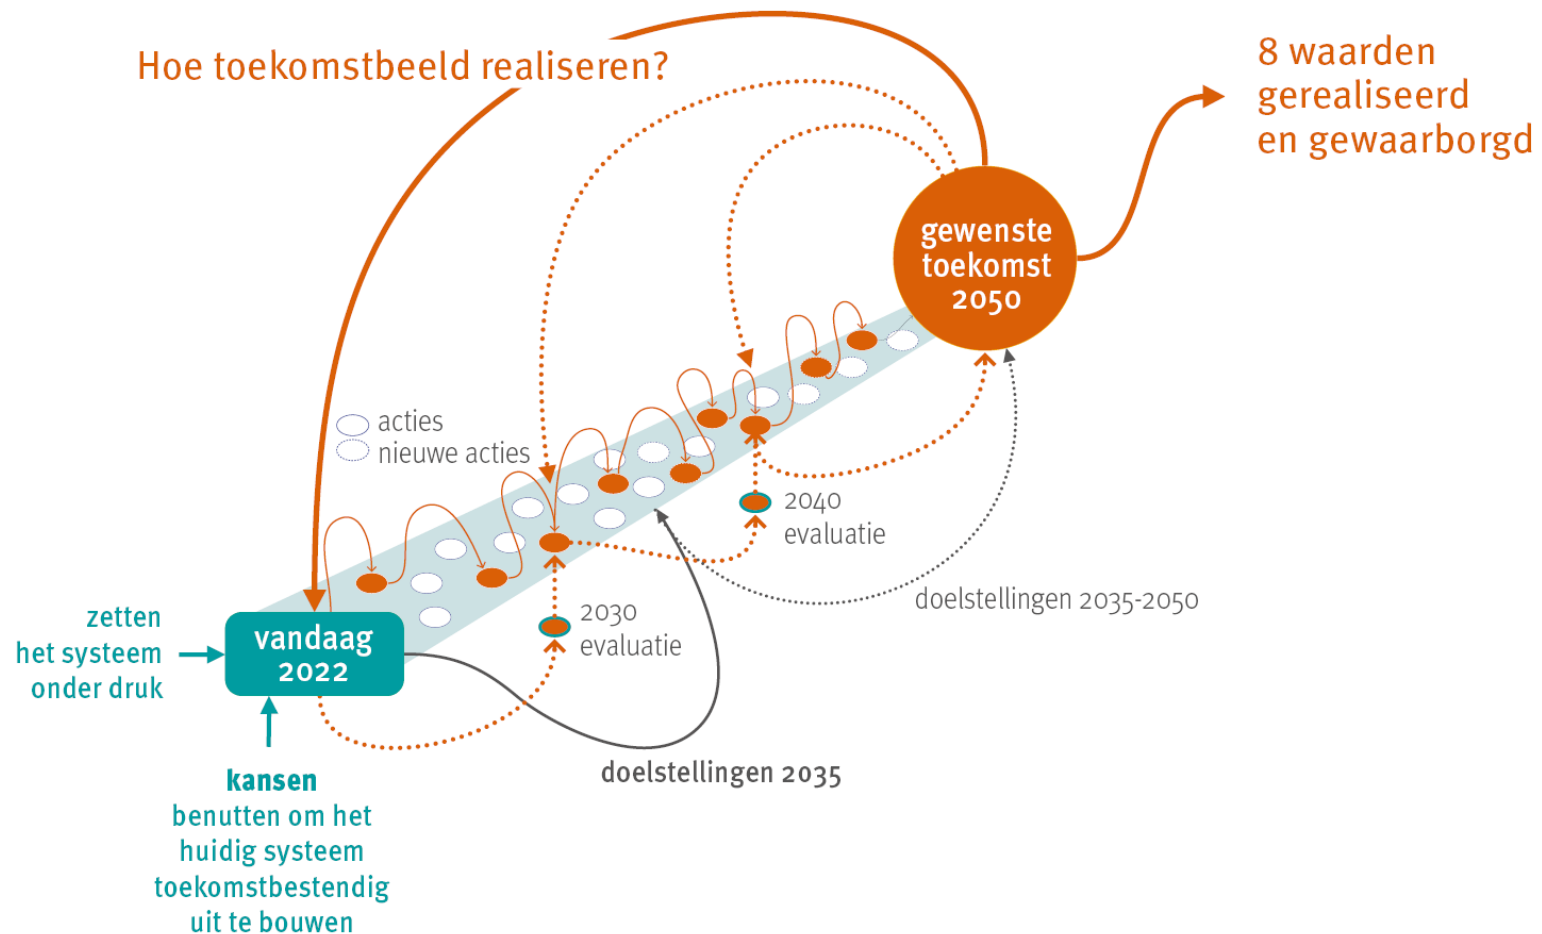 Hoe toekomstbeeld realiseren?
8 waarden
gerealiseerd
en gewaarborgd
gewenste
toekomst
2050
acties
nieuwe acties
2040
evaluatie
doelstellingen 2035-2050
2030
evaluatie
zetten
het systeem
onder druk
vandaag
2022
doelstellingen 2035
kansen
benutten om het
huidig systeem
toekomstbestendig
uit te bouwen